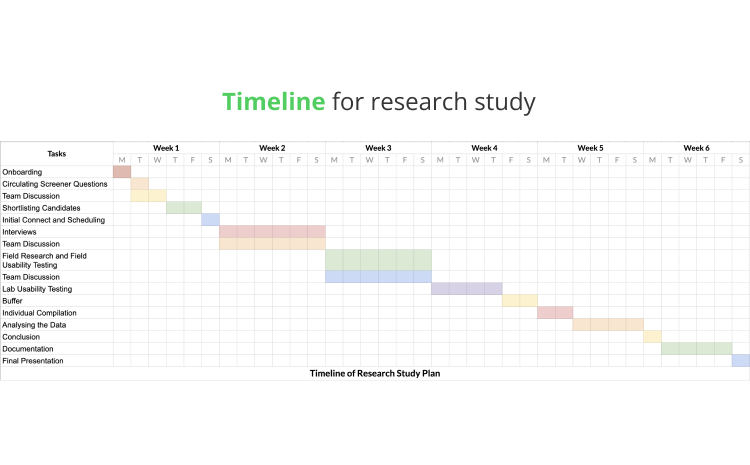 Timeline for research study
Tasks Week 1 Week 2 Week 3 Week 4 Week 5 Week 6
M T W T F S M T W T F S M T W T F S M T W T F S M T W T F S M T W T F S
Onboarding
Circulating Screener Questions
Team Discussion
Shortlisting Candidates
Initial Connect and Scheduling
Interviews
Team Discussion
Field Research and Field
Usability Testing
Team Discussion
Lab Usability Testing
Buffer
Individual Compilation
Analysing the Data
Conclusion
Documentation
Final Presentation
Timeline of Research Study Plan